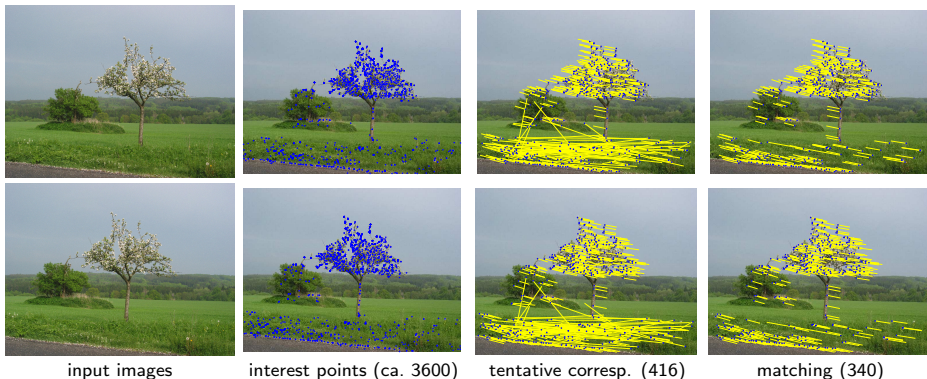 input images
interest points (ca. 3600)
tentative corresp. (416)
matching (340)